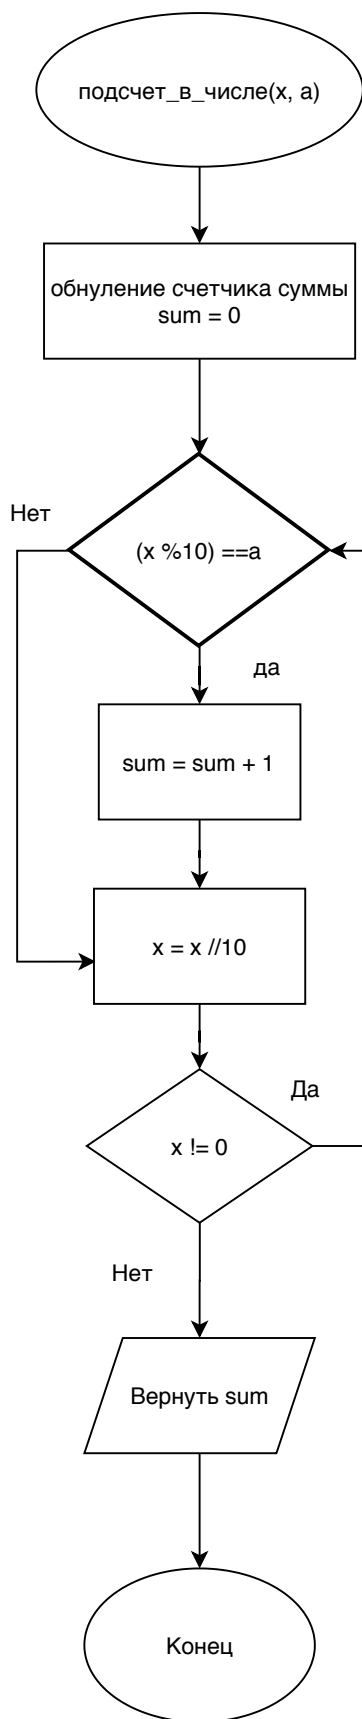 подсчет_в_числе(x, a)
обнуление счетчика суммы
sum = 0
Нет
(x %10) ==a
да
sum = sum + 1
x = x //10
Да
x != 0
Нет
Вернуть sum
Конец